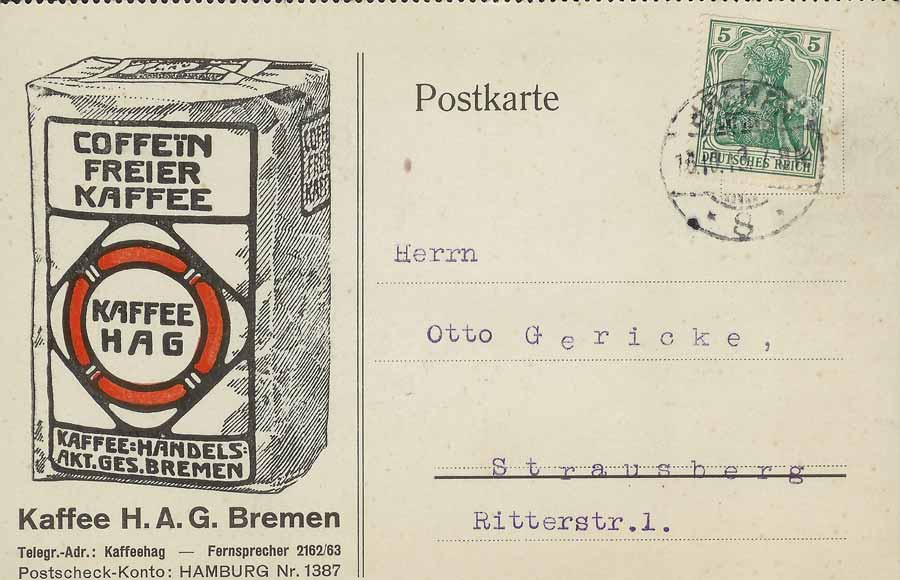 COFFEÏN
FREIER
KAFFEE
KAFFEE
HAG
KAFFEE=HANDELS=
AKT.GES.BREMEN
Kaffee H.A.G. Bremen
Telegr.-Adr.: Kaffeehag — Fernsprecher 2162/63
Postscheck-Konto: HAMBURG Nr. 1387
Postkarte
5 5
DEUTSCHES REICH
8
Herrn
Otto Gericke,
Strausberg
Ritterstr.1.